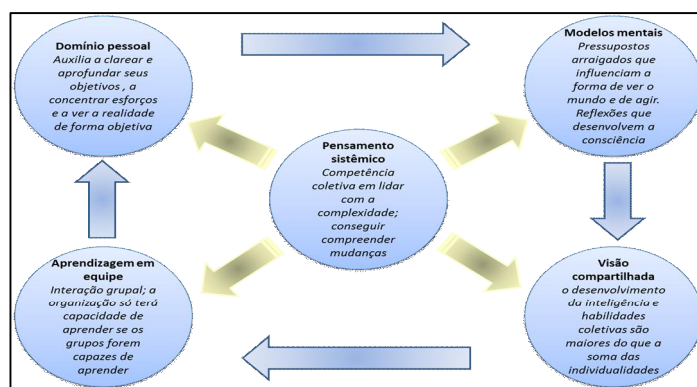 Domínio pessoal
Auxilia a clarear e
aprofundar seus
objetivos , a
concentrar esforços
e a ver a realidade
de forma objetiva
Modelos mentais
Pressupostos
arraigados que
influenciam a
forma de ver o
mundo e de agir.
Reflexões que
desenvolvem a
consciência
Pensamento
sistêmico
Competência
coletiva em lidar
com a
complexidade;
conseguir
compreender
mudanças
Aprendizagem em
equipe
Interação grupal; a
organização só terá
capacidade de
aprender se os
grupos forem
capazes de
aprender
Visão
compartilhada
o desenvolvimento
da inteligência e
habilidades
coletivas são
maiores do que a
soma das
individualidades